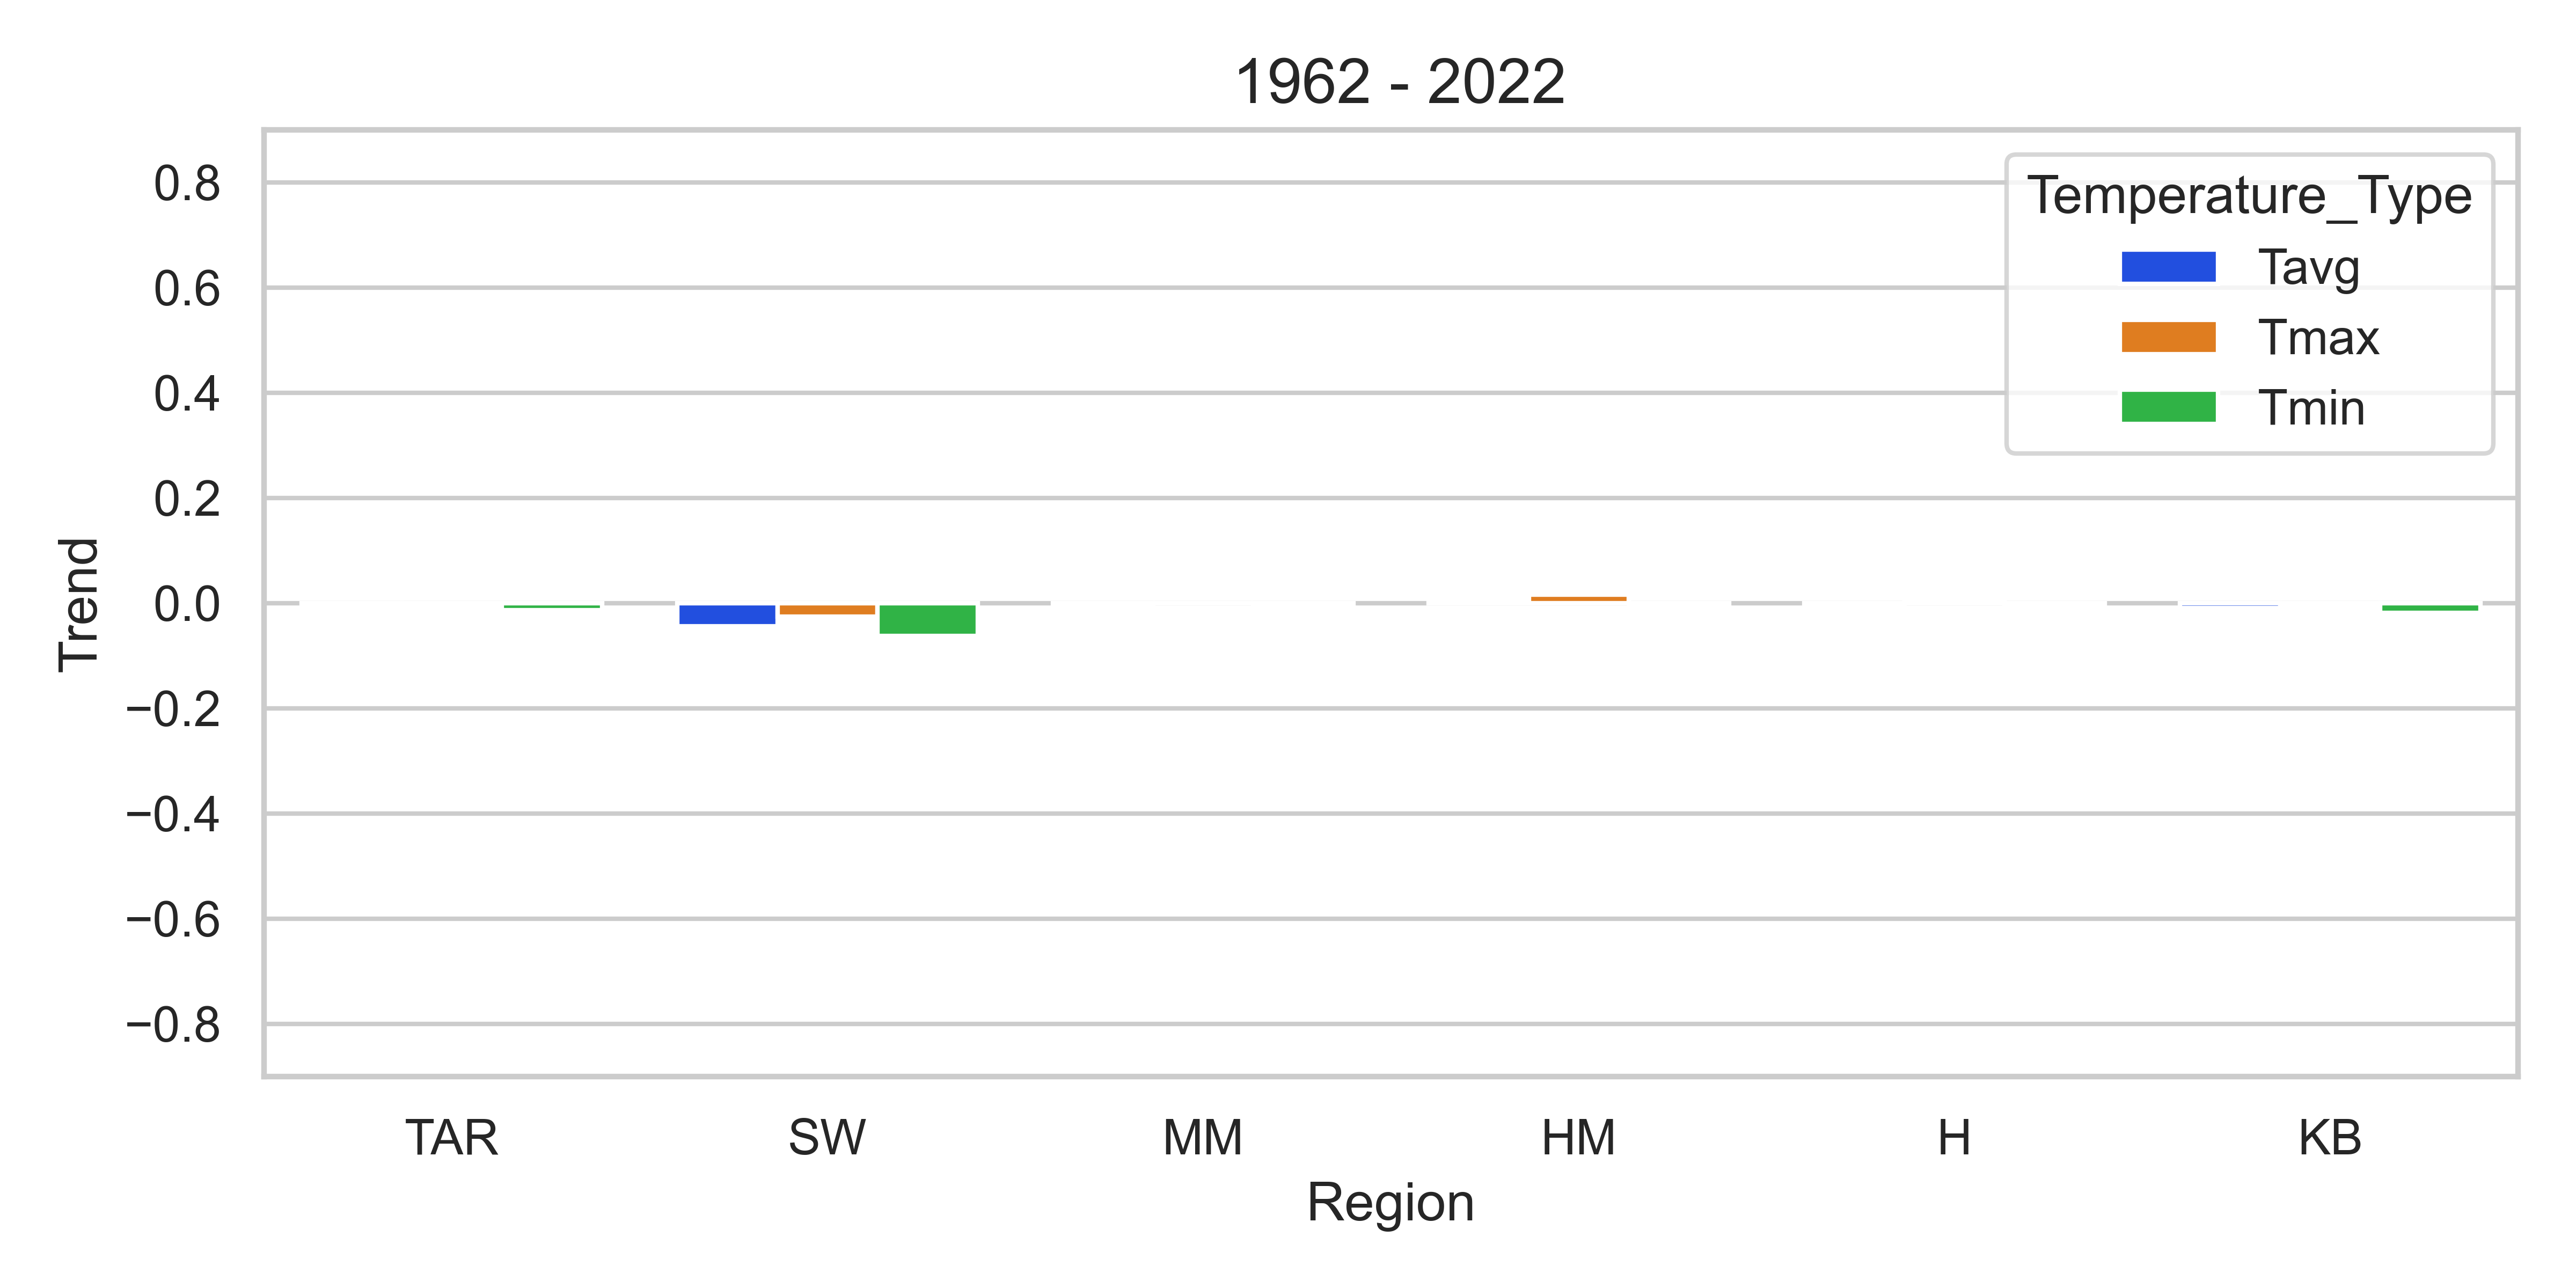 1962 - 2022
Temperature_Type
Tavg
Tmax
Tmin
0.8
0.6
0.4
0.2
0.0
−0.2
−0.4
−0.6
−0.8
Trend
TAR SW MM HM H KB
Region